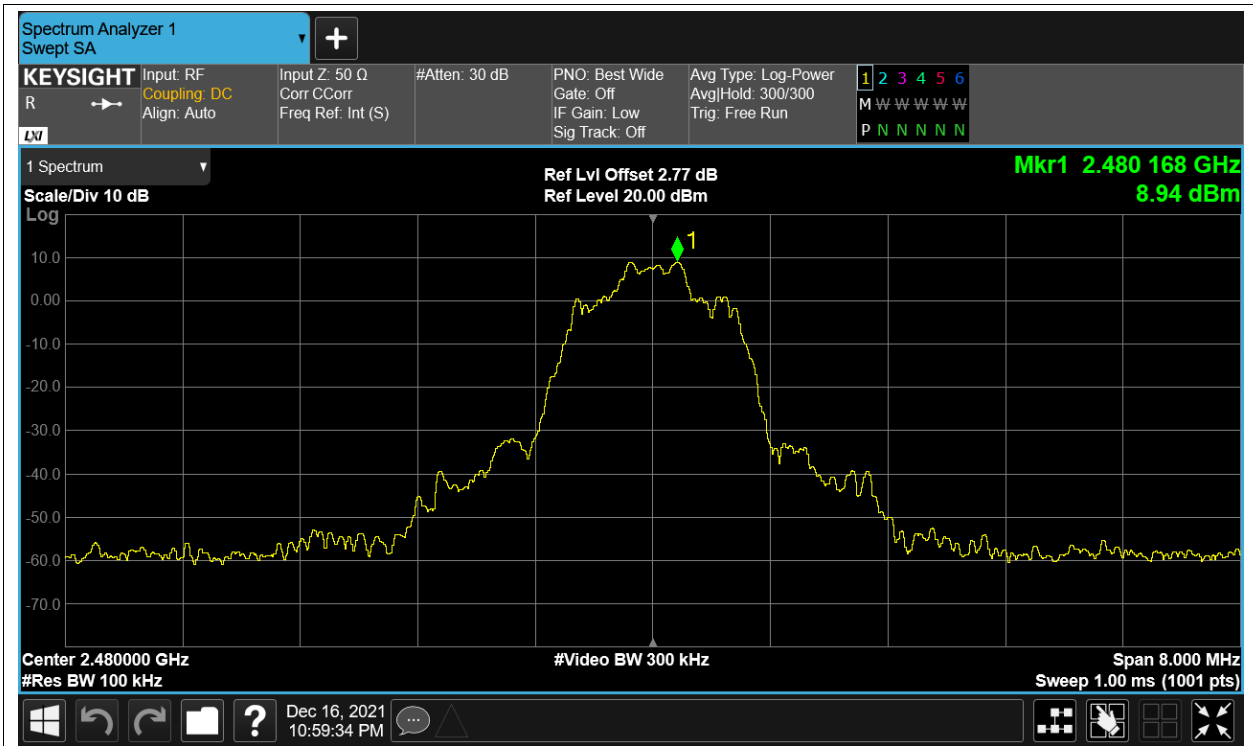 Spectrum Analyzer 1
Swept SA
KEYSIGHT
R
LXI
Input: RF
Coupling: DC
Align: Auto
Input Z: 50 Ω
Corr CCorr
Freq Ref: Int (S)
#Atten: 30 dB
PNO: Best Wide
Gate: Off
IF Gain: Low
Sig Track: Off
Avg Type: Log-Power
Avg|Hold: 300/300
Trig: Free Run
1 2 3 4 5 6
M W W W W W W
P N N N N N N
1 Spectrum
Scale/Div 10 dB
Log
Ref Lvl Offset 2.77 dB
Ref Level 20.00 dBm
Mkr1 2.480 168 GHz
8.94 dBm
1
10.0
0.00
-10.0
-20.0
-30.0
-40.0
-50.0
-60.0
-70.0
Center 2.480000 GHz
#Res BW 100 kHz
#Video BW 300 kHz
Span 8.000 MHz
Sweep 1.00 ms (1001 pts)
?
Dec 16, 2021
10:59:34 PM